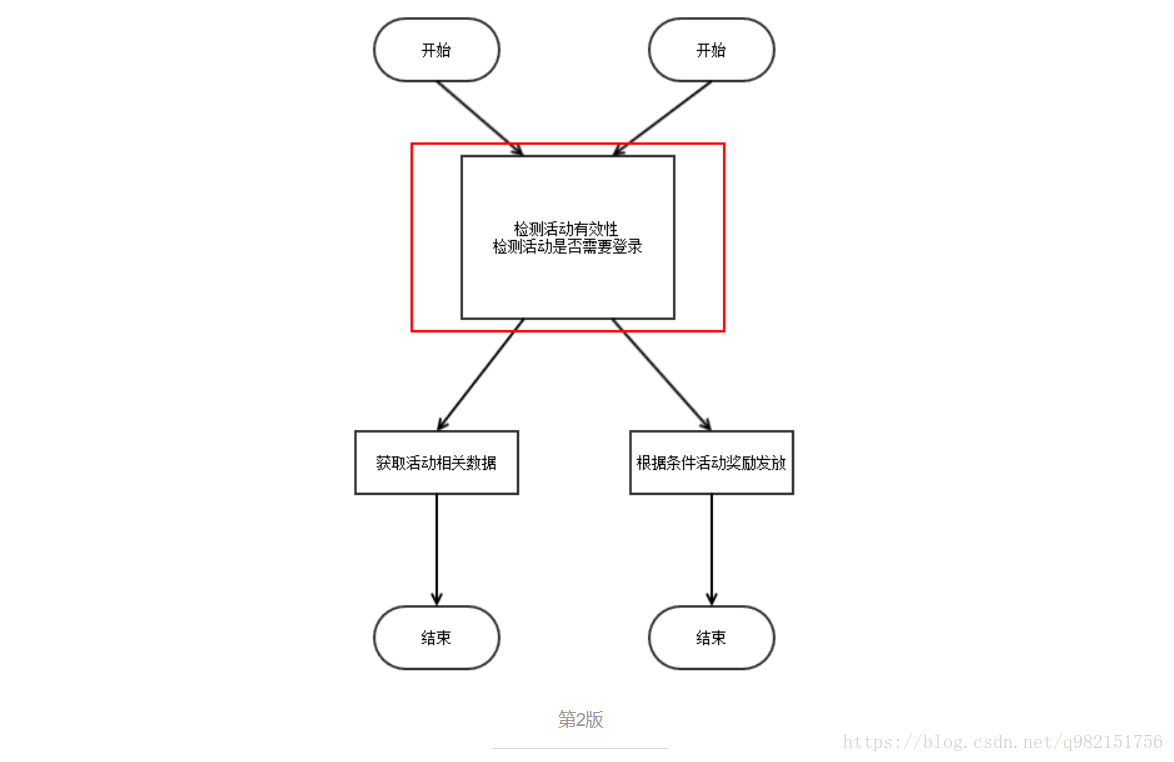 开始
开始
检测活动有效性
检测活动是否需要登录
获取活动相关数据
根据条件活动奖励发放
结束
结束
第2版
https://blog.csdn.net/q982151756